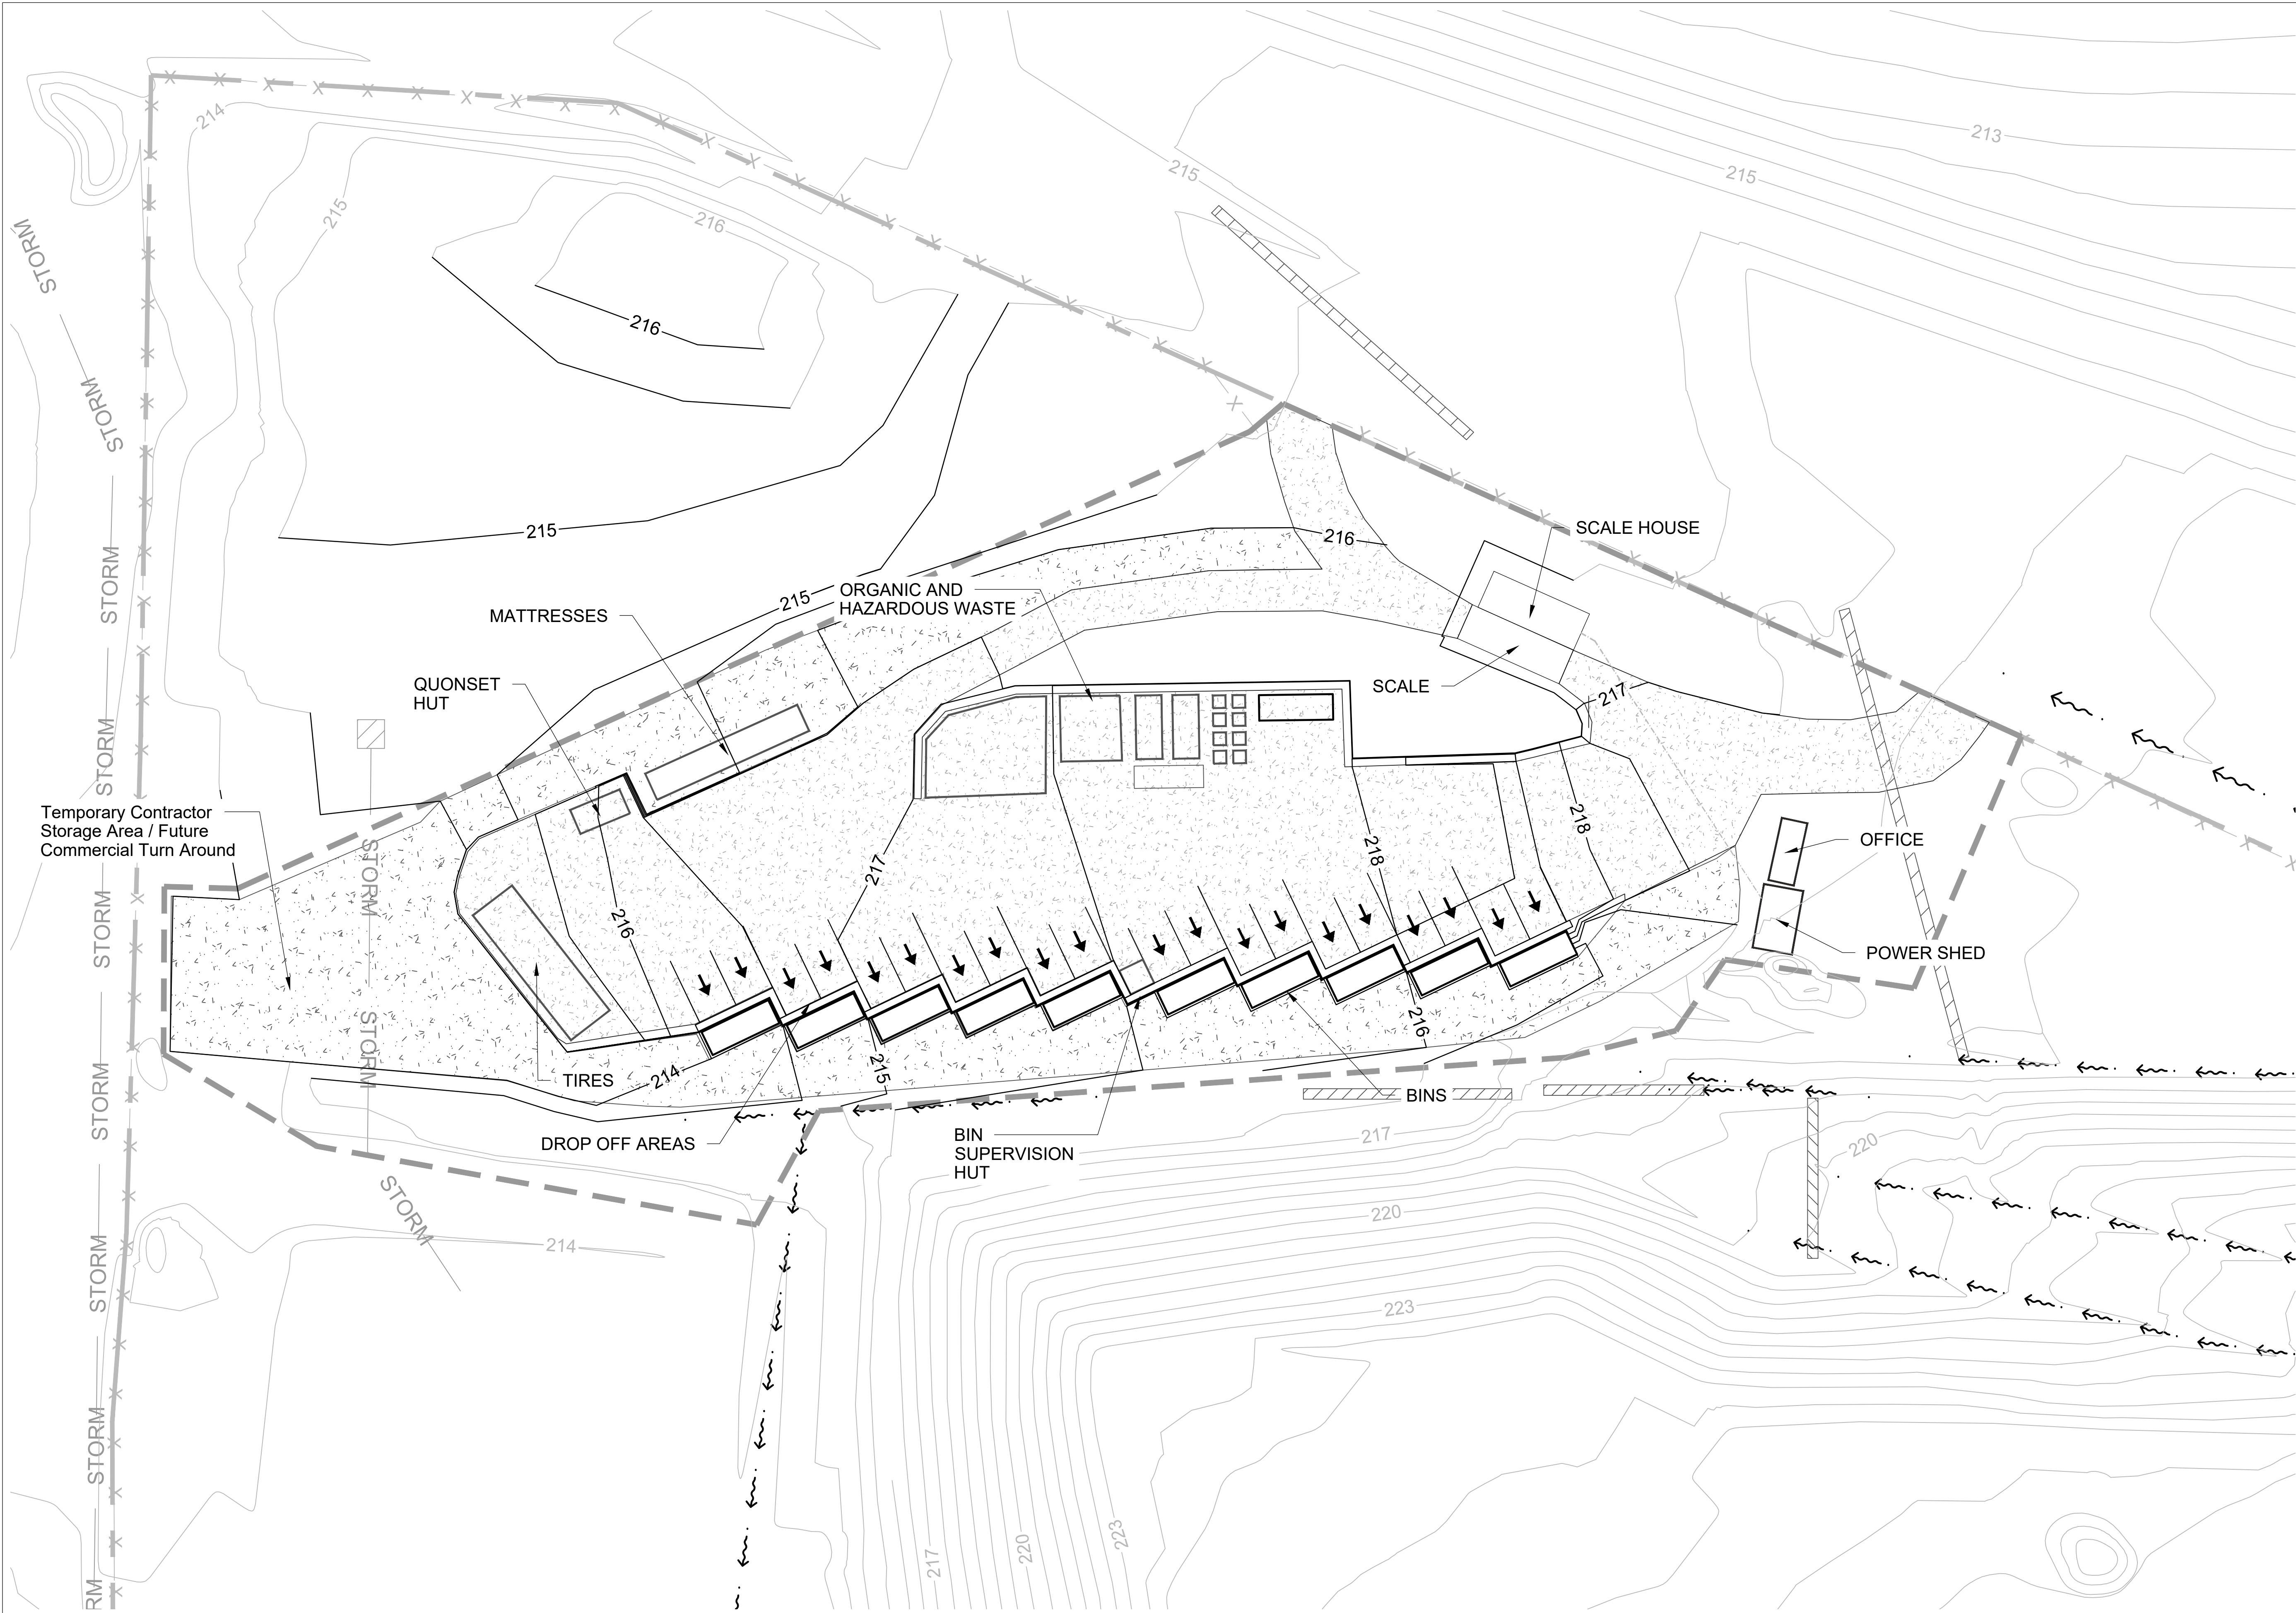 213
214
215
215
215
216
STORM
216
STORM
215
216
SCALE HOUSE
STORM
ORGANIC AND
HAZARDOUS WASTE
215
MATTRESSES
QUONSET
HUT
SCALE
217
STORM
Temporary Contractor
Storage Area / Future
Commercial Turn Around
218
218
OFFICE
STORM
217
216
STORM
POWER SHED
216
STORM
TIRES
214
215
BINS
STORM
DROP OFF AREAS
BIN
SUPERVISION
HUT
217
220
STORM
220
214
STORM
223
STORM
217
220
223
RM